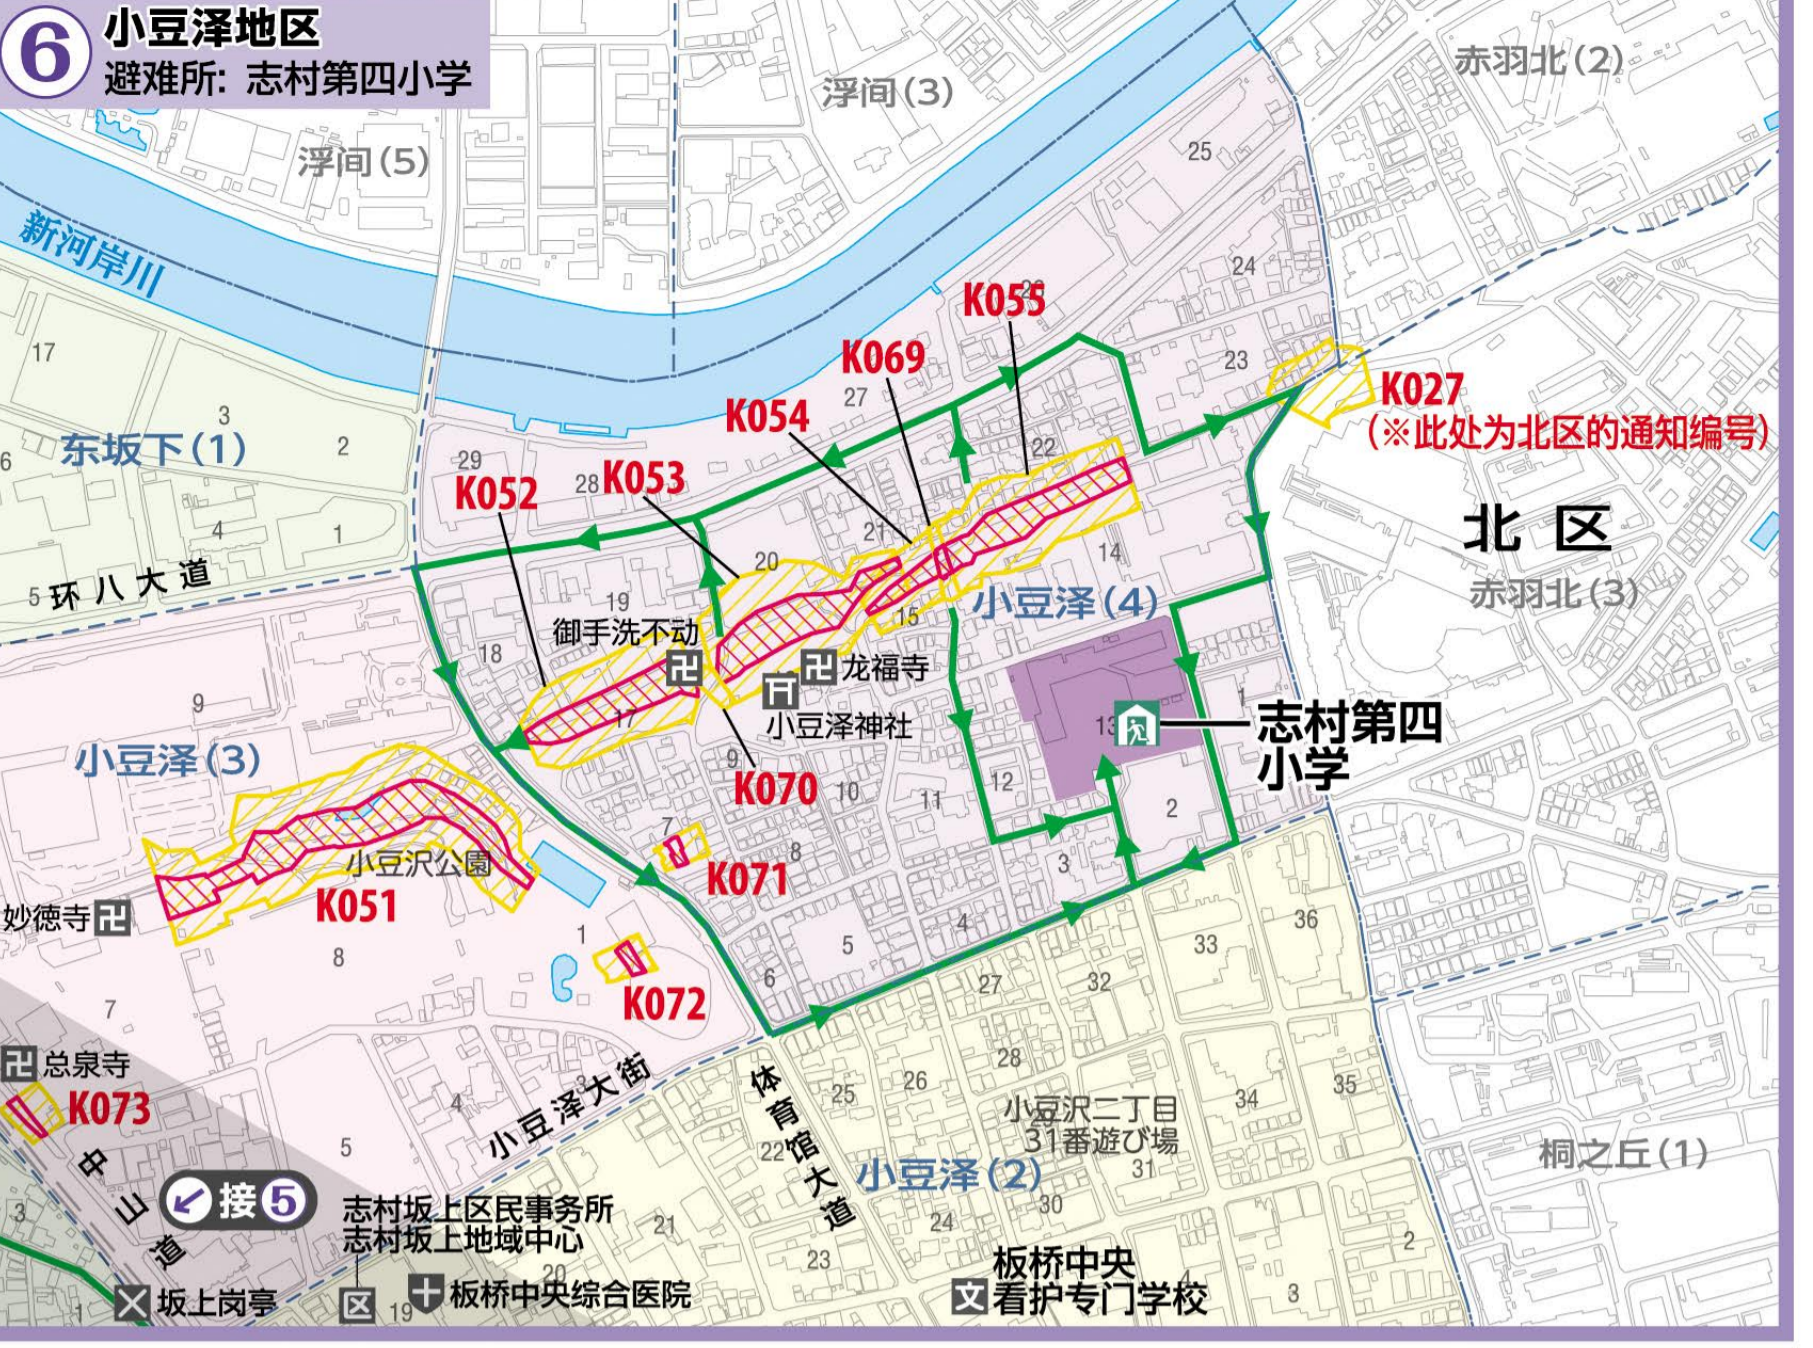 6
小豆泽地区
避难所: 志村第四小学
浮间(5)
浮间(3)
赤羽北(2)
新河岸川
25
24
23
K055
K069
27
K054
K053
K052
29
28
22
21
20
19
18
17
14
15
K027
(※此处为北区的通知编号)
北 区
赤羽北(3)
17
3
2
6
东坂下(1)
4
1
5
环八大道
御手洗不动
龙福寺
小豆泽神社
小豆泽(4)
13
1
志村第四
小学
9
小豆泽(3)
小豆沢公園
K051
妙徳寺
8
7
9
K070
10
11
12
2
3
7
K071
8
4
5
6
1
K072
总泉寺
K073
中山道
接5
4
3
5
小豆泽大街
体育馆大道
27
32
33
36
28
26
25
34
35
22
小豆沢二丁目
31番遊び場
31
小豆泽(2)
30
24
23
21
20
19
桐之丘(1)
2
3
4
3
1
志村坂上区民事务所
志村坂上地域中心
坂上岗亭
区
板桥中央综合医院
文
板桥中央
看护专门学校